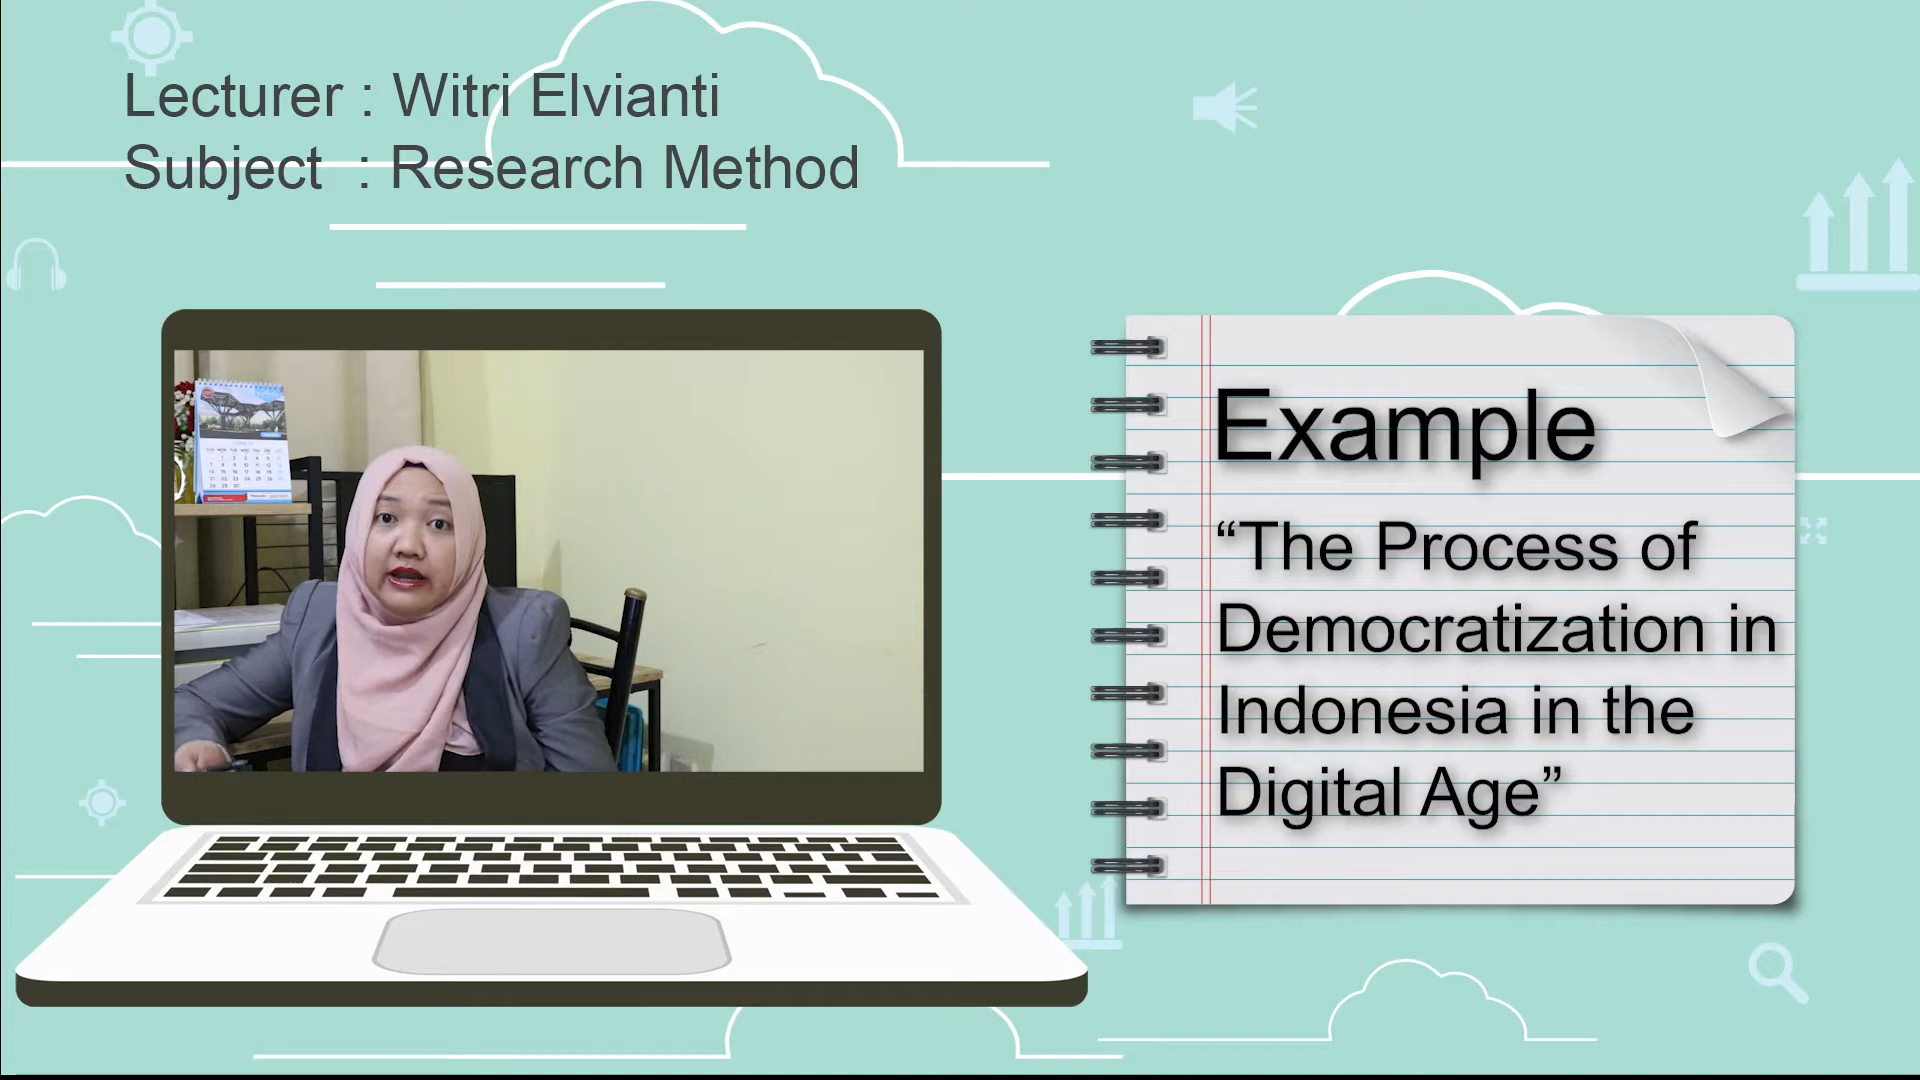 Lecturer : Witri Elvianti
Subject : Research Method
Example
“The Process of
Democratization in
Indonesia in the
Digital Age”